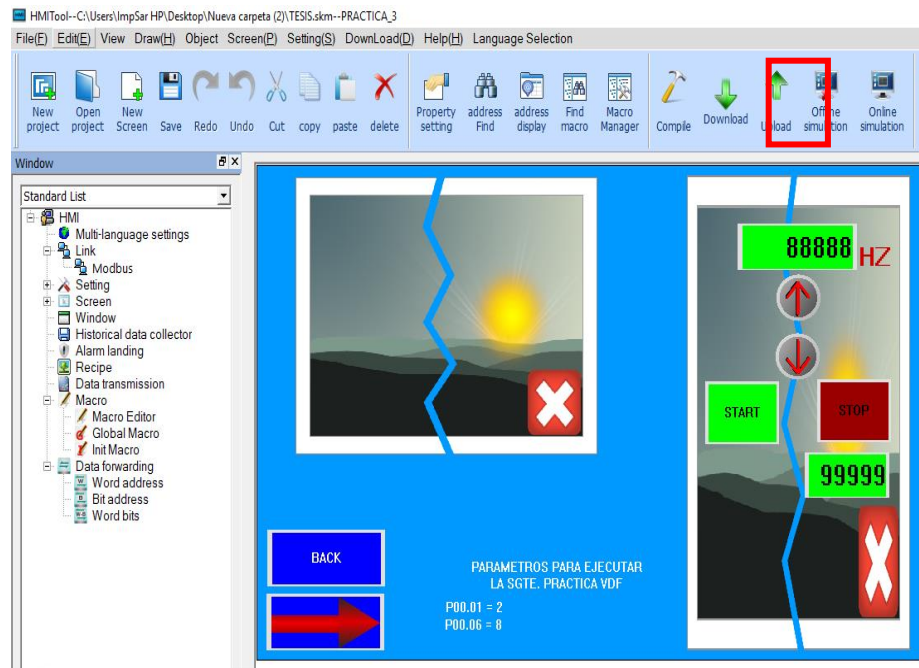 HMITool--C:\Users\ImpSar HP\Desktop\Nueva carpeta (2)\TESIS.skm--PRACTICA_3
File(F) Edit(E) View Draw(H) Object Screen(P) Setting(S) DownLoad(D) Help(H) Language Selection
New project
Open project
New Screen
Save
Redo
Undo
Cut
copy
paste
delete
Property setting
address Find
address display
Find macro
Macro Manager
Compile
Download
Upload
Offline simulation
Online simulation
Window
Standard List
HMI
Multi-language settings
Link
Modbus
Setting
Screen
Window
Historical data collector
Alarm landing
Recipe
Data transmission
Macro
Macro Editor
Global Macro
Init Macro
Data forwarding
Word address
Bit address
Word bits
88888 HZ
START
STOP
99999
BACK
PARAMETROS PARA EJECUTAR
LA SGTE. PRACTICA VDF
P00.01 = 2
P00.06 = 8